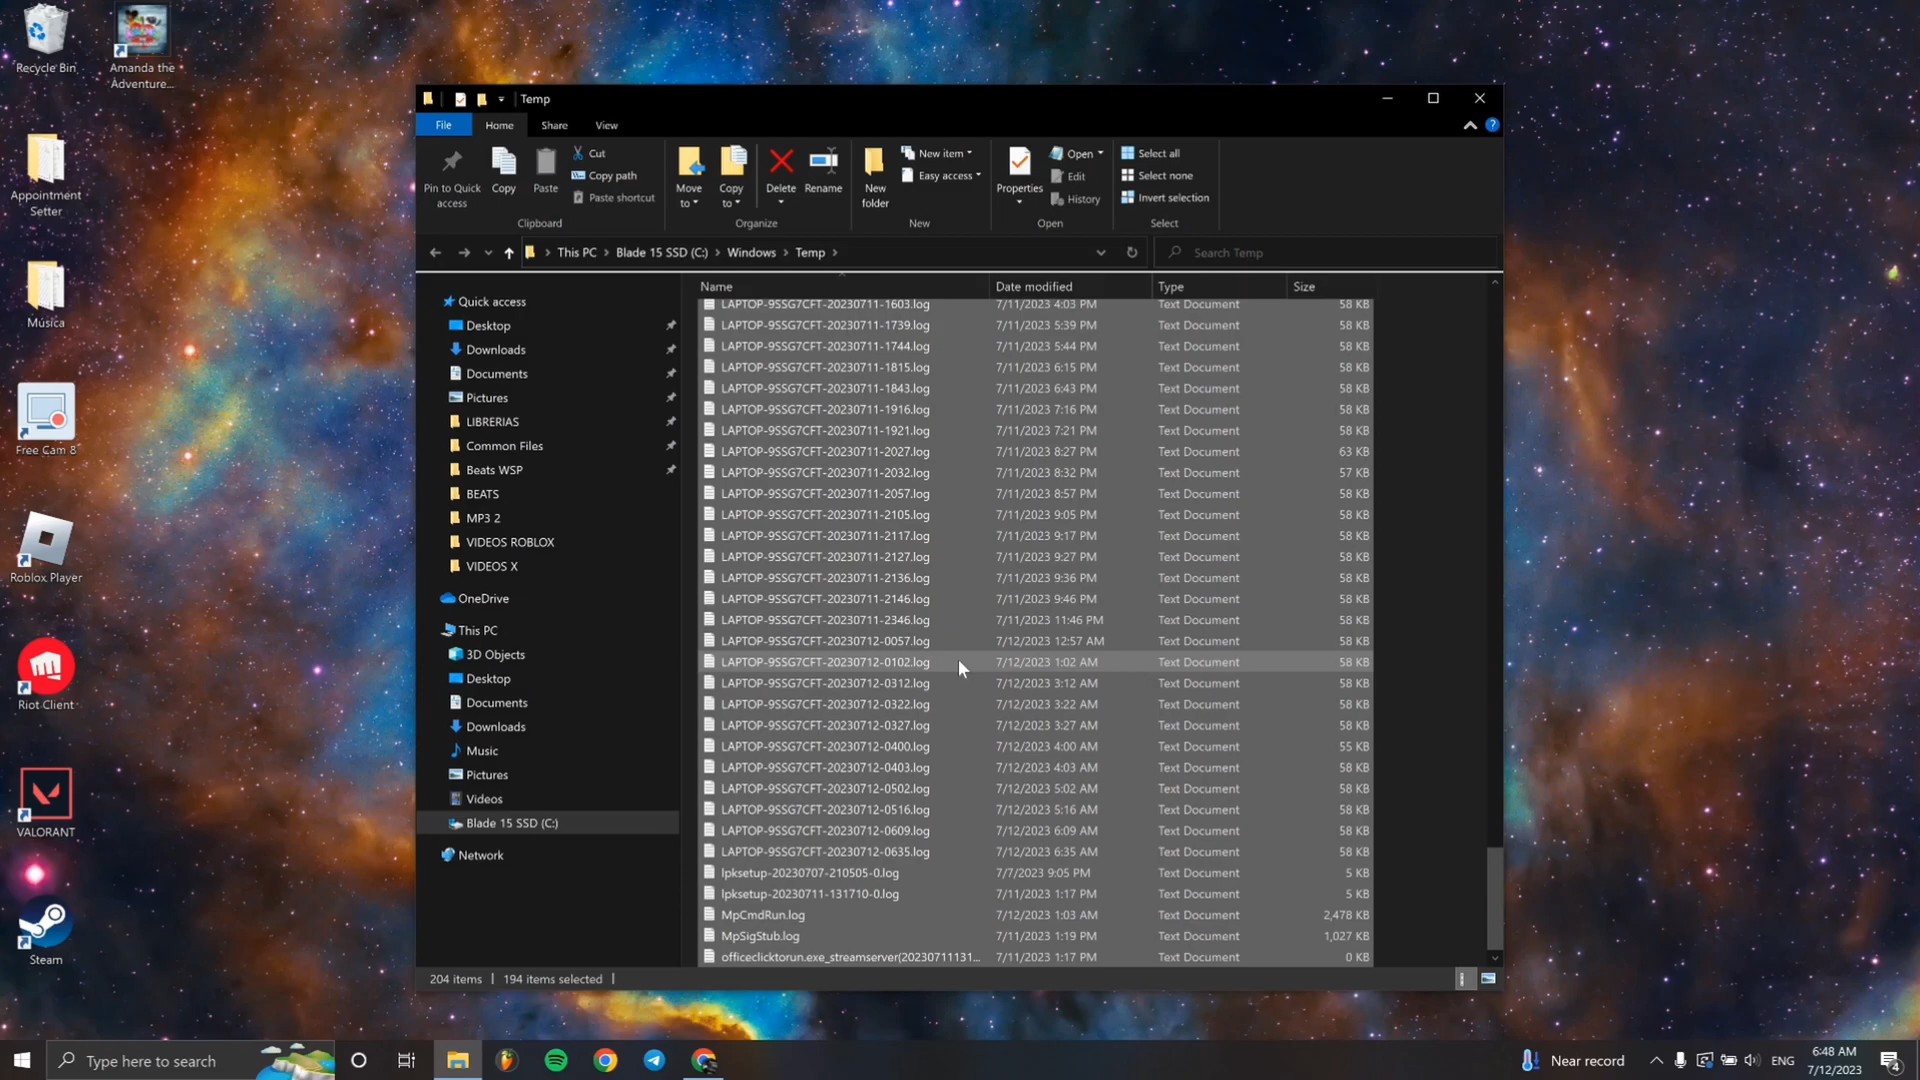 Recycle Bin
Amanda the
Adventure...
Appointment
Setter
Música
Free Cam 8
Roblox Player
Riot Client
VALORANT
Steam
Temp
File
Home
Share
View
Pin to Quick
access
Copy
Paste
Cut
Copy path
Paste shortcut
Clipboard
Move
to
Copy
to
Delete
Rename
Organize
New
folder
New item
Easy access
New
Properties
Open
Edit
History
Open
Select all
Select none
Invert selection
Select
This PC > Blade 15 SSD (C:) > Windows > Temp >
Search Temp
Quick access
Desktop
Downloads
Documents
Pictures
LIBRERIAS
Common Files
Beats WSP
BEATS
MP3 2
VIDEOS ROBLOX
VIDEOS X
OneDrive
This PC
3D Objects
Desktop
Documents
Downloads
Music
Pictures
Videos
Blade 15 SSD (C:)
Network
Name Date modified Type Size
LAPTOP-9SSG7CFT-20230711-1603.log 7/11/2023 4:03 PM Text Document 58 KB
LAPTOP-9SSG7CFT-20230711-1739.log 7/11/2023 5:39 PM Text Document 58 KB
LAPTOP-9SSG7CFT-20230711-1744.log 7/11/2023 5:44 PM Text Document 58 KB
LAPTOP-9SSG7CFT-20230711-1815.log 7/11/2023 6:15 PM Text Document 58 KB
LAPTOP-9SSG7CFT-20230711-1843.log 7/11/2023 6:43 PM Text Document 58 KB
LAPTOP-9SSG7CFT-20230711-1916.log 7/11/2023 7:16 PM Text Document 58 KB
LAPTOP-9SSG7CFT-20230711-1921.log 7/11/2023 7:21 PM Text Document 58 KB
LAPTOP-9SSG7CFT-20230711-2027.log 7/11/2023 8:27 PM Text Document 63 KB
LAPTOP-9SSG7CFT-20230711-2032.log 7/11/2023 8:32 PM Text Document 57 KB
LAPTOP-9SSG7CFT-20230711-2057.log 7/11/2023 8:57 PM Text Document 58 KB
LAPTOP-9SSG7CFT-20230711-2105.log 7/11/2023 9:05 PM Text Document 58 KB
LAPTOP-9SSG7CFT-20230711-2117.log 7/11/2023 9:17 PM Text Document 58 KB
LAPTOP-9SSG7CFT-20230711-2127.log 7/11/2023 9:27 PM Text Document 58 KB
LAPTOP-9SSG7CFT-20230711-2136.log 7/11/2023 9:36 PM Text Document 58 KB
LAPTOP-9SSG7CFT-20230711-2146.log 7/11/2023 9:46 PM Text Document 58 KB
LAPTOP-9SSG7CFT-20230711-2346.log 7/11/2023 11:46 PM Text Document 58 KB
LAPTOP-9SSG7CFT-20230712-0057.log 7/12/2023 12:57 AM Text Document 58 KB
LAPTOP-9SSG7CFT-20230712-0102.log 7/12/2023 1:02 AM Text Document 58 KB
LAPTOP-9SSG7CFT-20230712-0312.log 7/12/2023 3:12 AM Text Document 58 KB
LAPTOP-9SSG7CFT-20230712-0322.log 7/12/2023 3:22 AM Text Document 58 KB
LAPTOP-9SSG7CFT-20230712-0327.log 7/12/2023 3:27 AM Text Document 58 KB
LAPTOP-9SSG7CFT-20230712-0400.log 7/12/2023 4:00 AM Text Document 55 KB
LAPTOP-9SSG7CFT-20230712-0403.log 7/12/2023 4:03 AM Text Document 58 KB
LAPTOP-9SSG7CFT-20230712-0502.log 7/12/2023 5:02 AM Text Document 58 KB
LAPTOP-9SSG7CFT-20230712-0516.log 7/12/2023 5:16 AM Text Document 58 KB
LAPTOP-9SSG7CFT-20230712-0609.log 7/12/2023 6:09 AM Text Document 58 KB
LAPTOP-9SSG7CFT-20230712-0635.log 7/12/2023 6:35 AM Text Document 58 KB
lpksetup-20230707-210505-0.log 7/7/2023 9:05 PM Text Document 5 KB
lpksetup-20230711-131710-0.log 7/11/2023 1:17 PM Text Document 5 KB
MpCmdRun.log 7/12/2023 1:03 AM Text Document 2,478 KB
MpSigStub.log 7/11/2023 1:19 PM Text Document 1,027 KB
officeclicktorun.exe_streamserver(20230711131... 7/11/2023 1:17 PM Text Document 0 KB
204 items | 194 items selected |
Type here to search
Near record
ENG
6:48 AM
7/12/2023
4